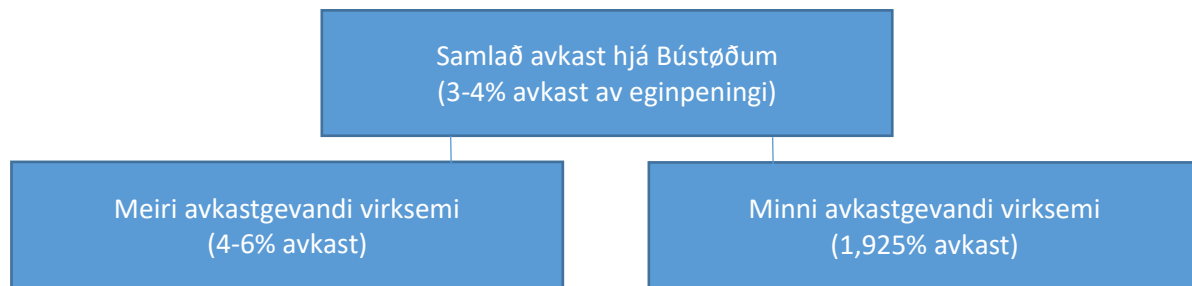 Samlað avkast hjá Bústøðum
(3-4% avkast av eginpeningi)
Meiri avkastgevandi virksemi
(4-6% avkast)
Minni avkastgevandi virksemi
(1,925% avkast)